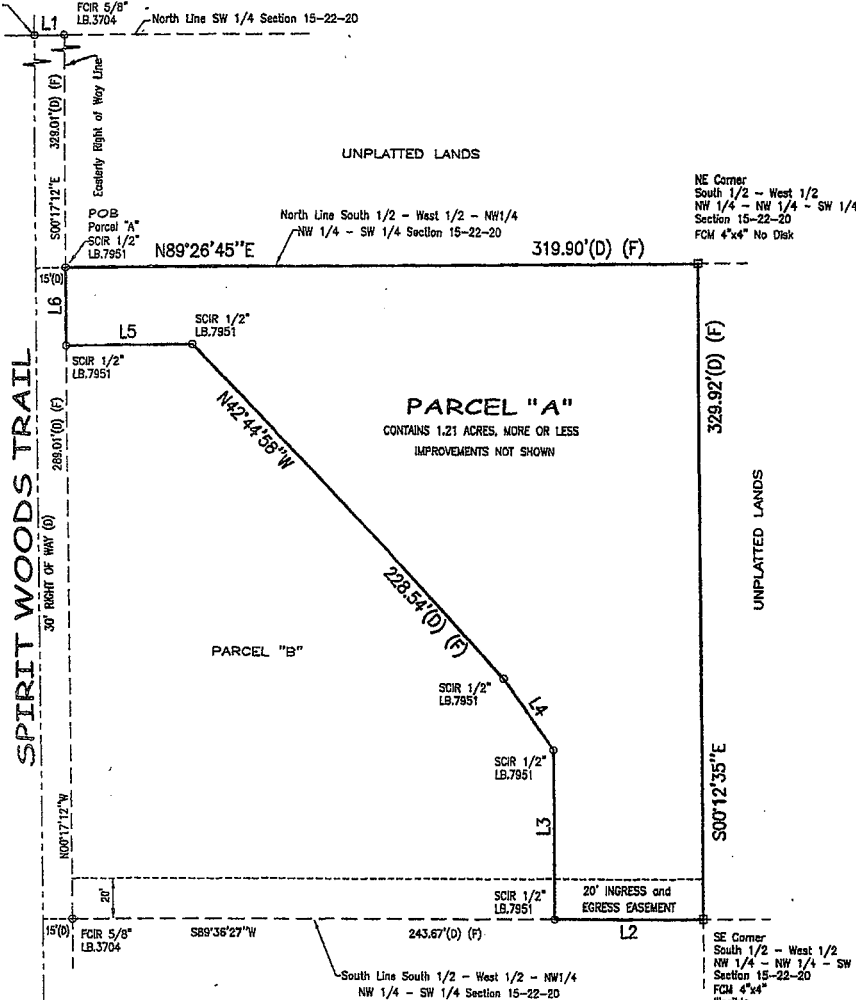 FCIR 5/8"
LB.3704
L1
North Line SW 1/4 Section 15-22-20
329.01'(D) (F)
S00°17'12"E
Easterly Right of Way Line
UNPLATTED LANDS
NE Corner
South 1/2 - West 1/2
NW 1/4 - NW 1/4 - SW 1/4
Section 15-22-20
FCM 4"x4" No Disk
POB
Parcel "A"
SCIR 1/2"
LB.7951
North Line South 1/2 - West 1/2 - NW1/4
NW 1/4 - SW 1/4 Section 15-22-20
N89°26'45"E
319.90'(D) (F)
15'(D)
L6
L5
SCIR 1/2"
LB.7951
SCIR 1/2"
LB.7951
329.92'(D) (F)
PARCEL "A"
CONTAINS 1.21 ACRES, MORE OR LESS
IMPROVEMENTS NOT SHOWN
N42°44'58"W
289.01'(D) (F)
SPIRIT WOODS TRAIL
30' RIGHT OF WAY (D)
UNPLATTED LANDS
228.54'(D) (F)
PARCEL "B"
SCIR 1/2"
LB.7951
L4
SCIR 1/2"
LB.7951
S00°12'35"E
N00°17'12"W
L3
20'
SCIR 1/2"
LB.7951
20' INGRESS and
EGRESS EASEMENT
15'(D)
FCIR 5/8"
LB.3704
S89°36'27"W
243.67'(D) (F)
L2
SE Corner
South 1/2 - West 1/2
NW 1/4 - NW 1/4 - SW
Section 15-22-20
FCM 4"x4"
South Line South 1/2 - West 1/2 - NW1/4
NW 1/4 - SW 1/4 Section 15-22-20